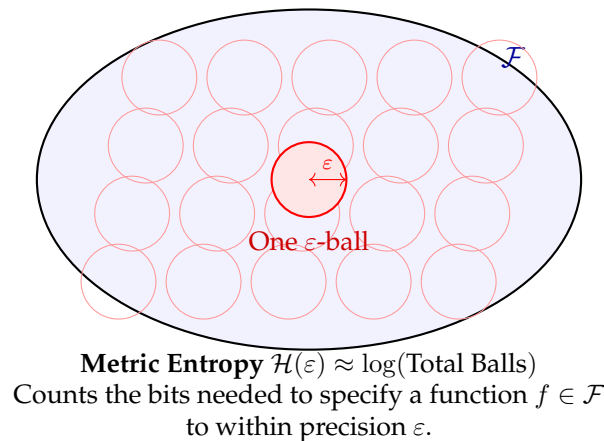 ℱ
ε
One ε-ball
Metric Entropy ℋ(ε) ≈ log(Total Balls)
Counts the bits needed to specify a function f ∈ ℱ
to within precision ε.